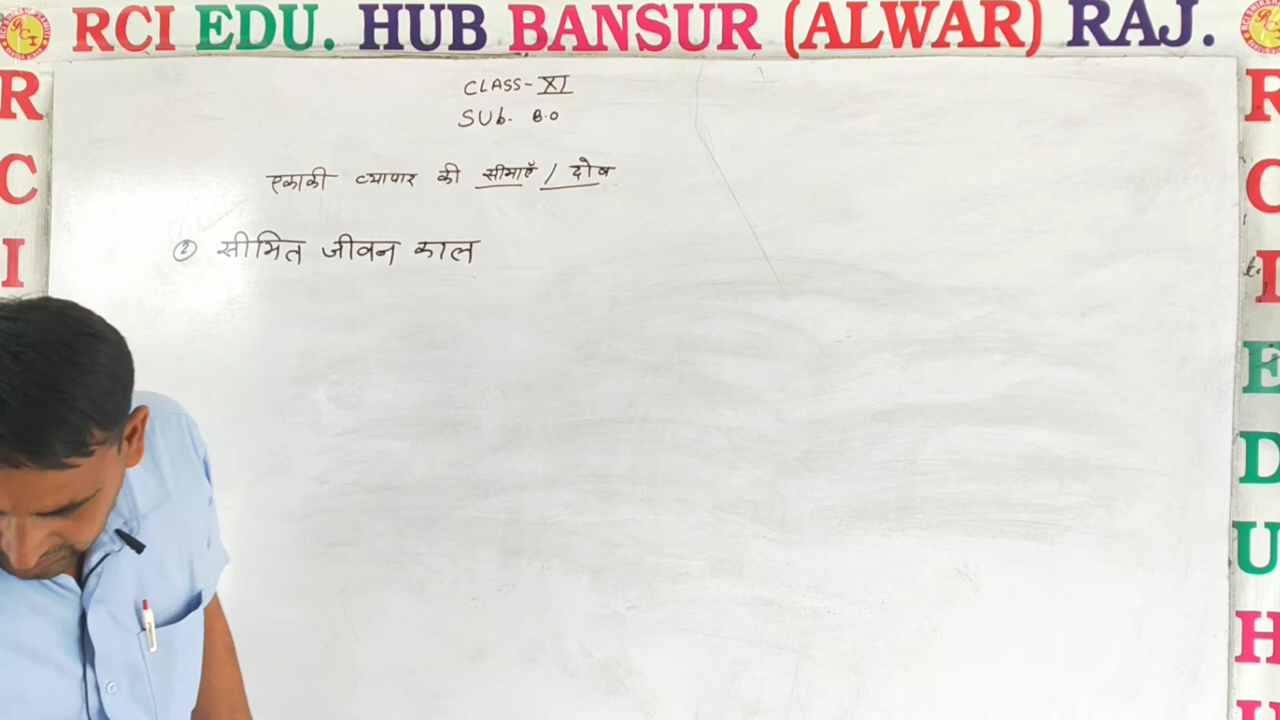 RCI EDU. HUB BANSUR (ALWAR) RAJ.
CLASS-XI
SUb. B.O
एकाकी व्यापार की सीमाएँ / दोष
② सीमित जीवन काल
R
C
I
R
C
I
E
D
U
H
U